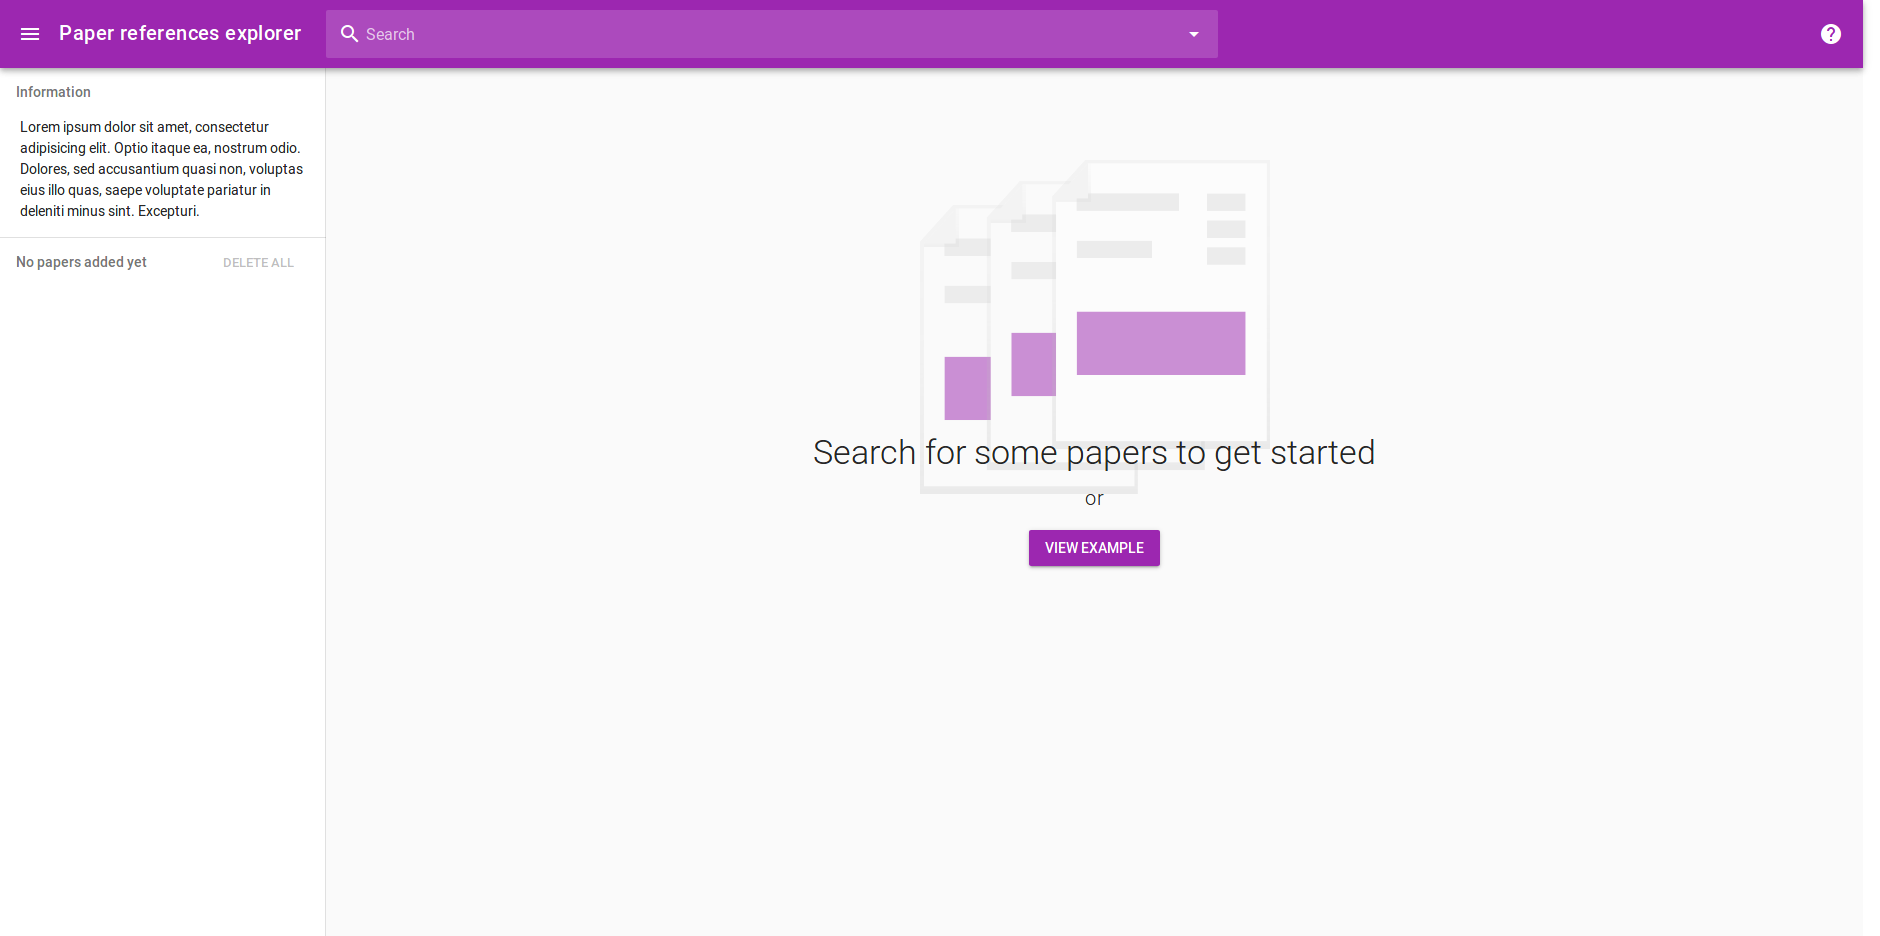 Paper references explorer
Search
Information
Lorem ipsum dolor sit amet, consectetur
adipisicing elit. Optio itaque ea, nostrum odio.
Dolores, sed accusantium quasi non, voluptas
eius illo quas, saepe voluptate pariatur in
deleniti minus sint. Excepturi.
No papers added yet
DELETE ALL
Search for some papers to get started
or
VIEW EXAMPLE